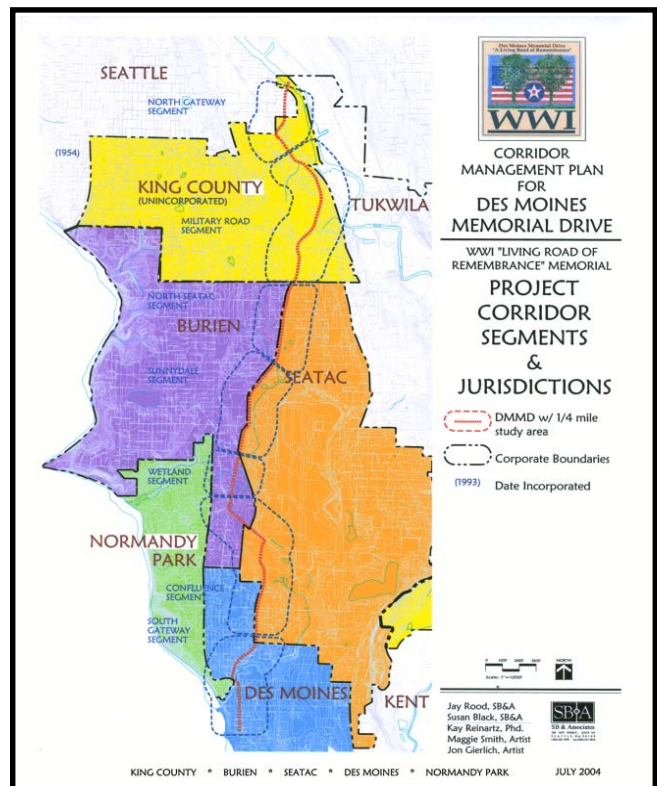 SEATTLE
NORTH GATEWAY
SEGMENT
(1954)
KING COUNTY
(UNINCORPORATED)
MILITARY ROAD
SEGMENT
TUKWILA
NORTH SEATAC
SEGMENT
BURIEN
SUNNYDALE
SEGMENT
SEATAC
WETLAND
SEGMENT
NORMANDY
PARK
CONFLUENCE
SEGMEN
SOUTH
GATEWAY
SEGMENT
DES MOINES
KENT
Des Moines Memorial Drive
"A Living Road of Remembrance"
WWI
CORRIDOR
MANAGEMENT PLAN
FOR
DES MOINES
MEMORIAL DRIVE
WWI "LIVING ROAD OF
REMEMBRANCE" MEMORIAL
PROJECT
CORRIDOR
SEGMENTS
&
JURISDICTIONS
DMMD w/ 1/4 mile
study area
Corporate Boundaries
(1993) Date Incorporated
NORTH
Jay Rood, SB&A
Susan Black, SB&A
Kay Reinartz, Phd.
Maggie Smith, Artist
Jon Gierlich, Artist
SB&A
SB & Associates
KING COUNTY * BURIEN * SEATAC * DES MOINES * NORMANDY PARK JULY 2004